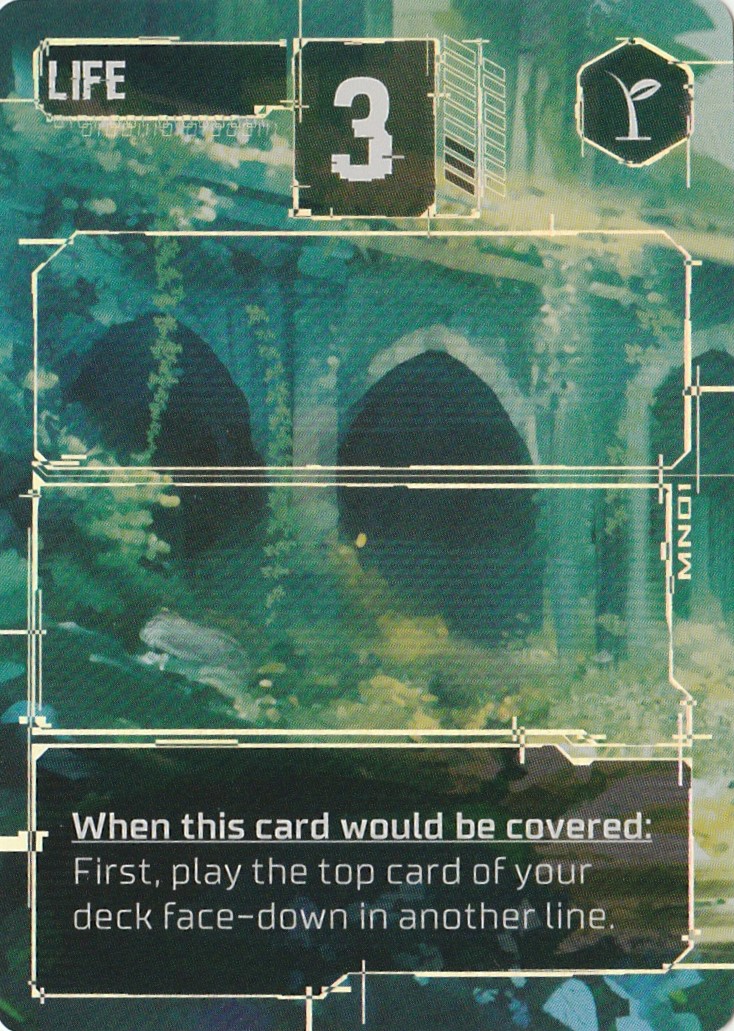 LIFE
3
MN01
When this card would be covered:
First, play the top card of your
deck face-down in another line.